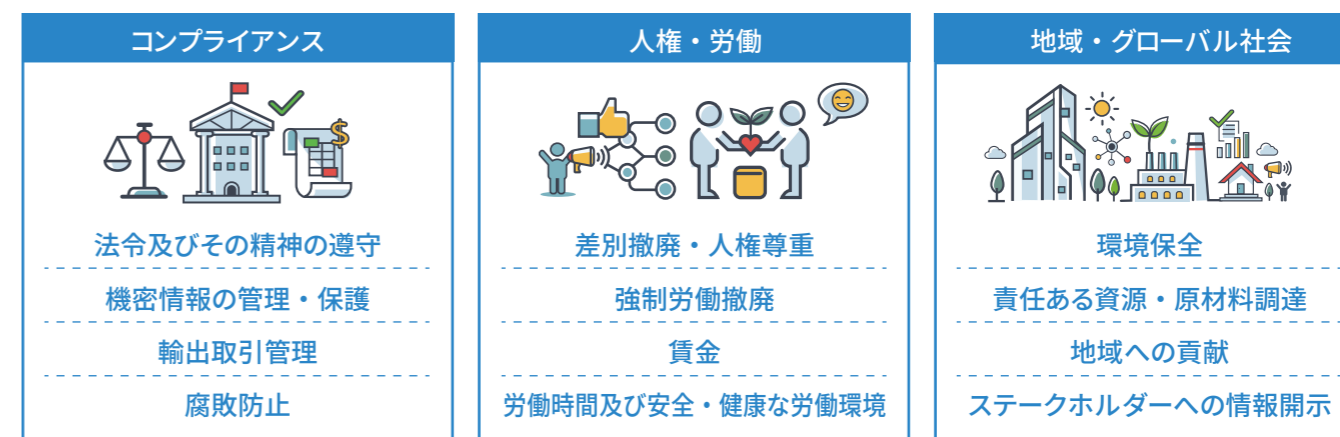 コンプライアンス
法令及びその精神の遵守
機密情報の管理・保護
輸出取引管理
腐敗防止
人権・労働
差別撤廃・人権尊重
強制労働撤廃
賃金
労働時間及び安全・健康な労働環境
地域・グローバル社会
環境保全
責任ある資源・原材料調達
地域への貢献
ステークホルダーへの情報開示